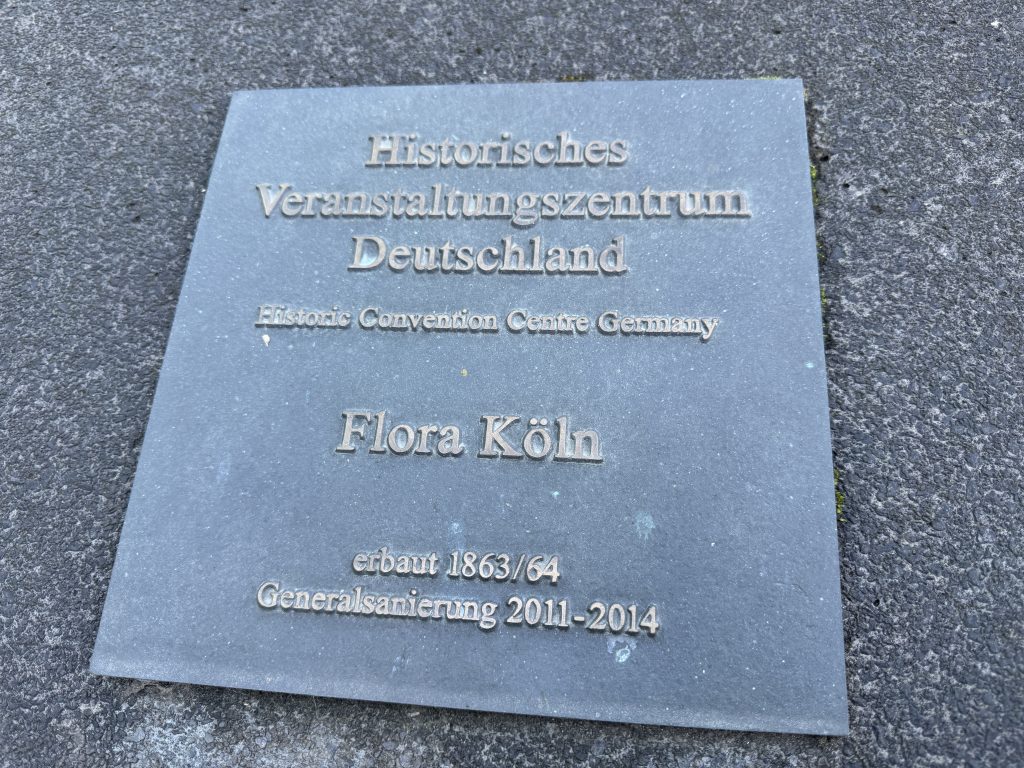 Historisches
Veranstaltungszentrum
Deutschland
Historic Convention Centre Germany
Flora Köln
erbaut 1863/64
Generalsanierung 2011-2014